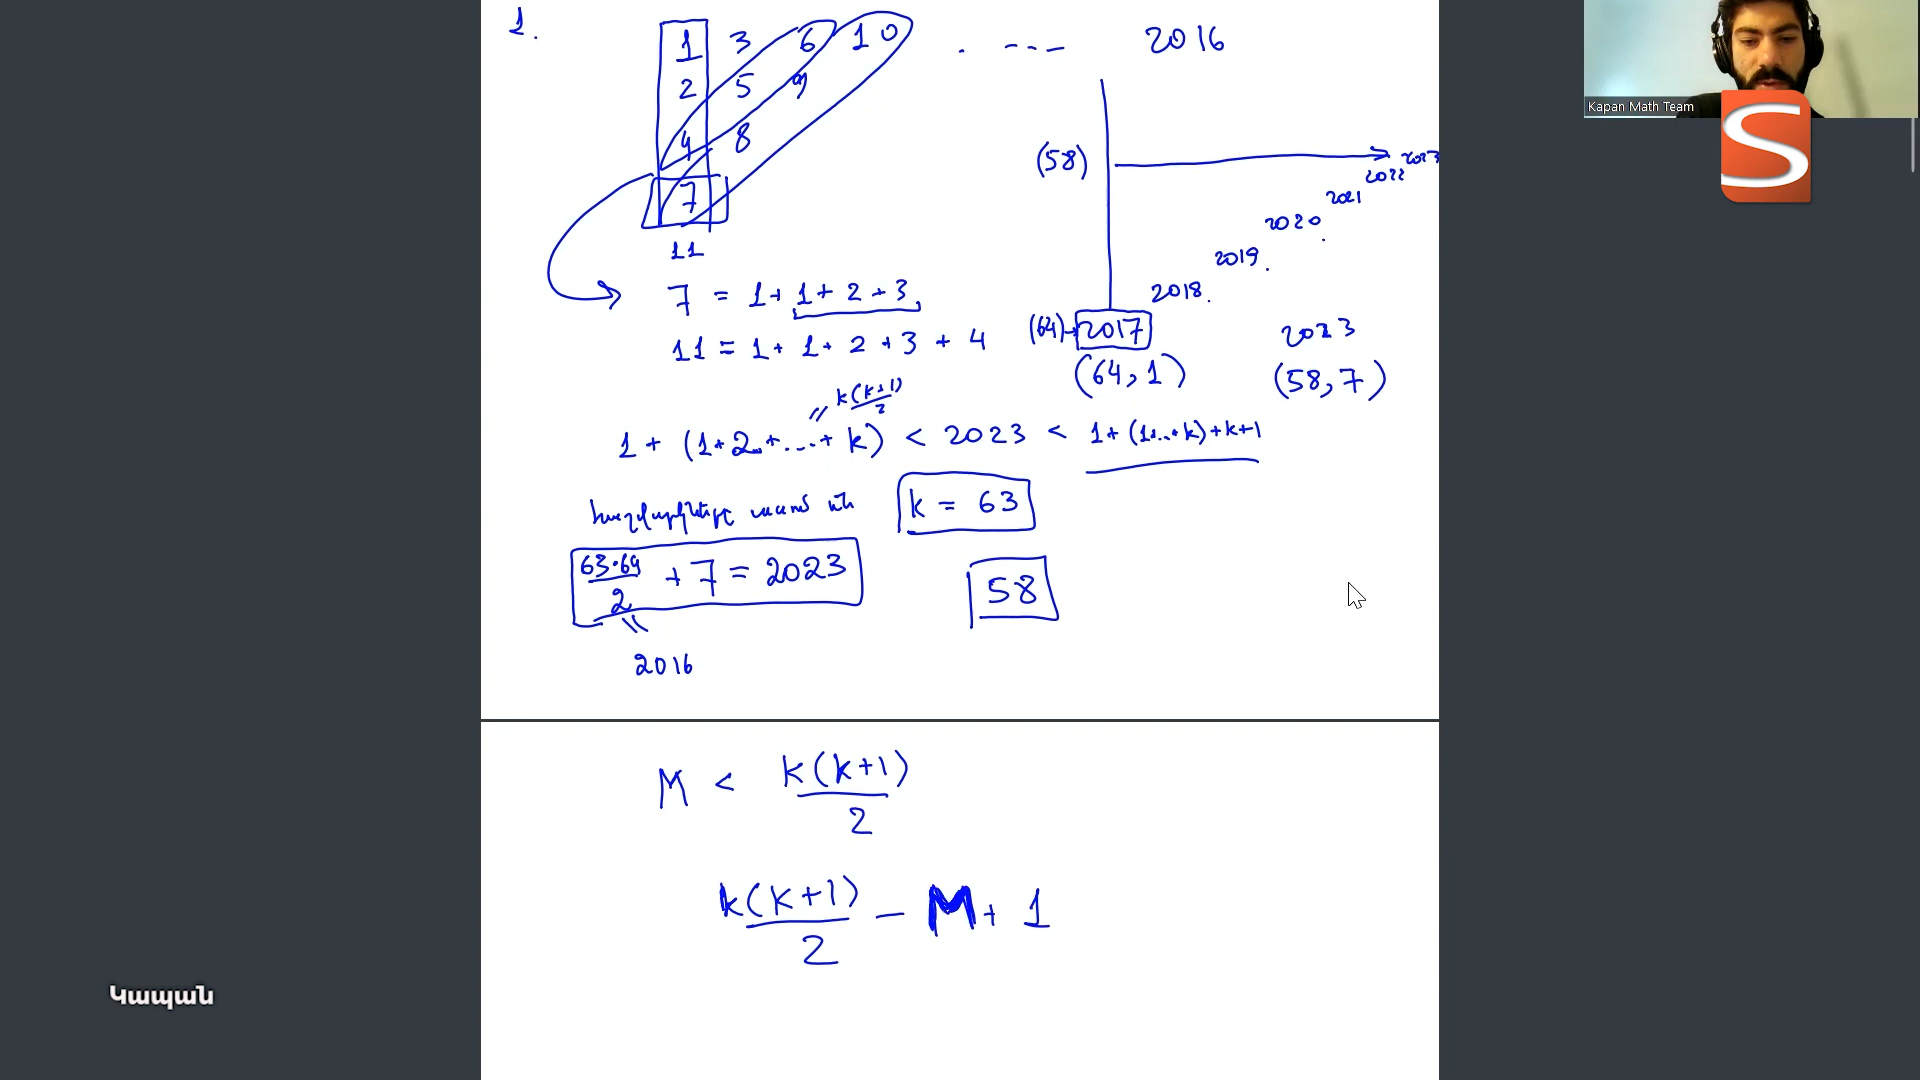 1.
1 3 6 10 . --- 2016
2 5 9
4 8
7
11
(58)
2023
2022
2021
2020
2019
2018
(64) 2017
(64, 1)
2023
(58, 7)
7 = 1 + 1 + 2 + 3
11 = 1 + 1 + 2 + 3 + 4
k(k+1)
2
1 + (1+2+...+k) < 2023 < 1+(1+...+k)+k+1
k = 63
63·64
2
+ 7 = 2023
58
2016
M < k(k+1)
2
k(k+1)
2
- M + 1
Kapan Math Team
S
Կապան